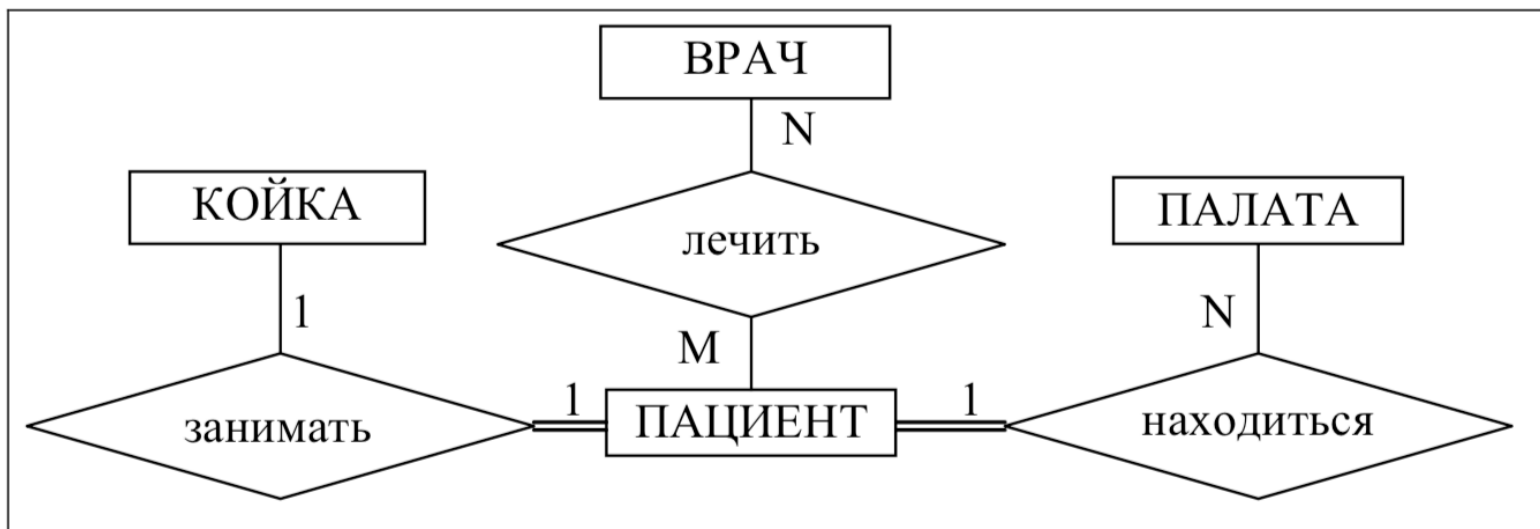 ВРАЧ
N
КОЙКА
ПАЛАТА
лечить
1
N
M
1
1
занимать
ПАЦИЕНТ
находиться